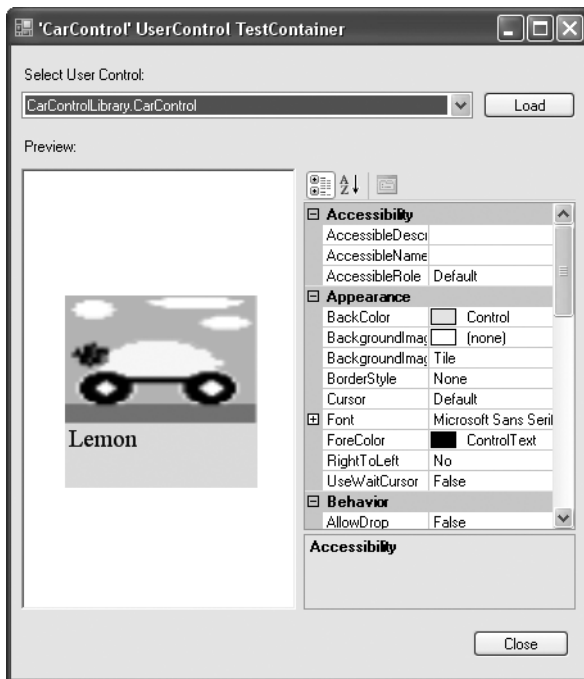 'CarControl' UserControl TestContainer
Select User Control:
CarControlLibrary.CarControl
Load
Preview:
Lemon
Accessibility
AccessibleDescri
AccessibleName
AccessibleRole Default
Appearance
BackColor Control
BackgroundImag (none)
BackgroundImag Tile
BorderStyle None
Cursor Default
Font Microsoft Sans Serif
ForeColor ControlText
RightToLeft No
UseWaitCursor False
Behavior
AllowDrop False
Accessibility
Close